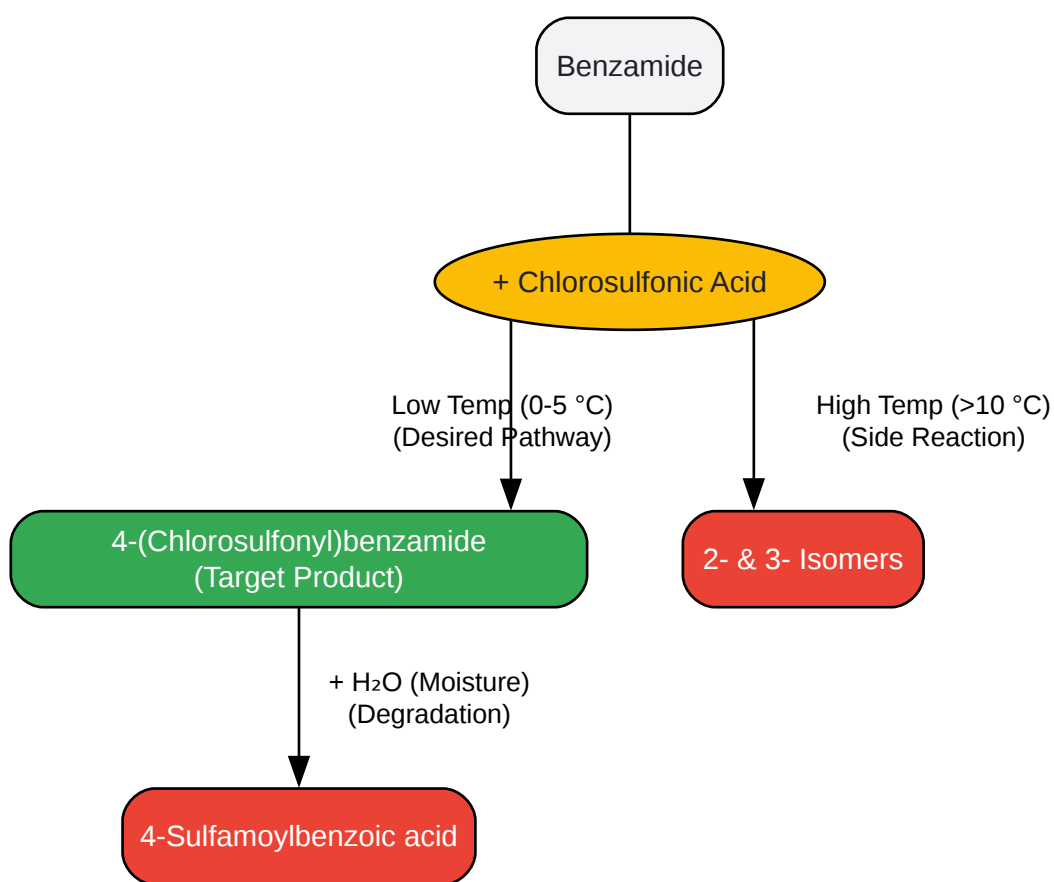 Benzamide
+ Chlorosulfonic Acid
Low Temp (0-5 °C)
(Desired Pathway)
High Temp (>10 °C)
(Side Reaction)
4-(Chlorosulfonyl)benzamide
(Target Product)
2- & 3- Isomers
+ H₂O (Moisture)
(Degradation)
4-Sulfamoylbenzoic acid